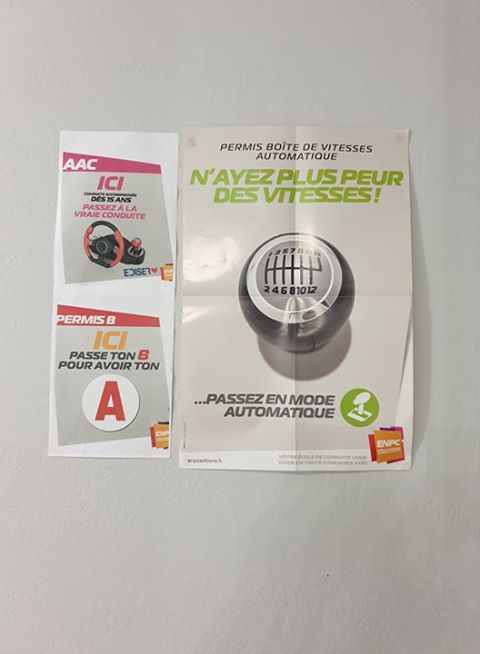 AAC
ICI
CONDUITE ACCOMPAGNÉE
DÈS 15 ANS
PASSEZ À LA
VRAIE CONDUITE
EDISER
ENPC
PERMIS B
ICI
PASSE TON B
POUR AVOIR TON
A
ENPC
PERMIS BOÎTE DE VITESSES
AUTOMATIQUE
N'AYEZ PLUS PEUR
DES VITESSES !
2 4 6 8 10 12
...PASSEZ EN MODE
AUTOMATIQUE
enpceditions.fr
VOTRE ÉCOLE DE CONDUITE VOUS
GUIDE EN TOUTE CONFIANCE AVEC
ENPC